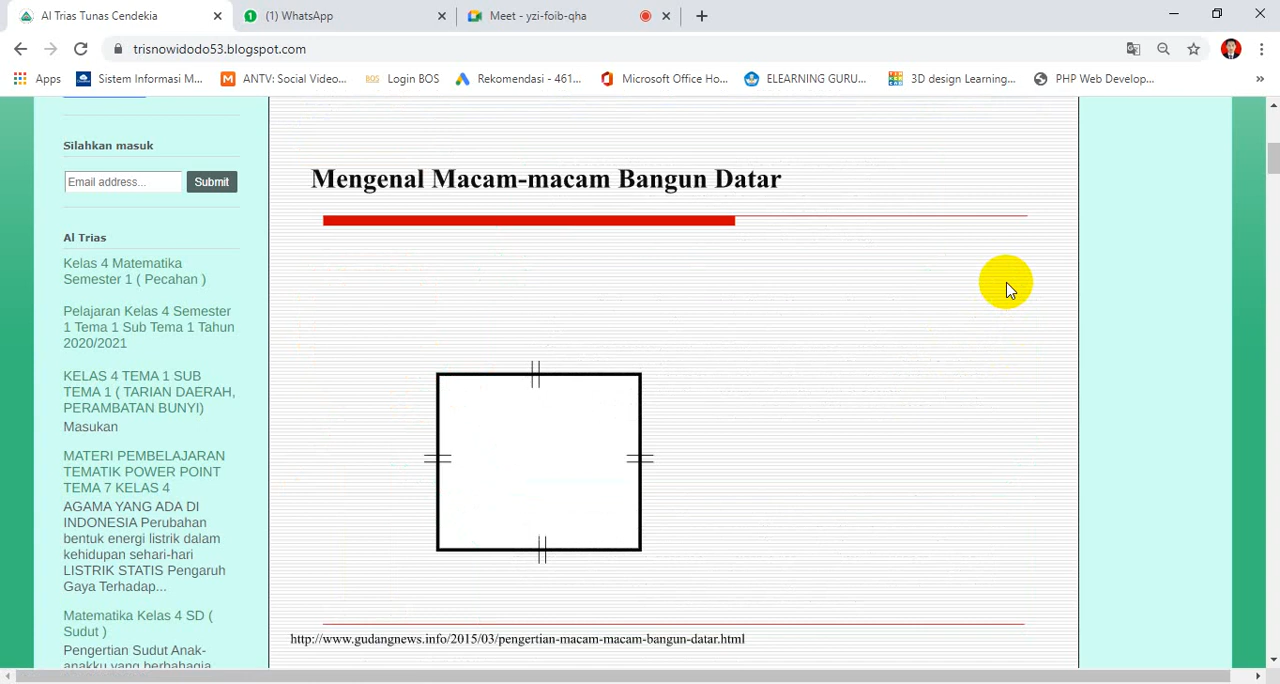 Al Trias Tunas Cendekia
(1) WhatsApp
Meet - yzi-foib-qha
trisnowidodo53.blogspot.com
Apps
Sistem Informasi M...
ANTV: Social Video...
BOS
Login BOS
Rekomendasi - 461...
Microsoft Office Ho...
ELEARNING GURU...
3D design Learning...
PHP Web Develop...
»
Silahkan masuk
Email address...
Submit
Al Trias
Kelas 4 Matematika
Semester 1 ( Pecahan )
Pelajaran Kelas 4 Semester
1 Tema 1 Sub Tema 1 Tahun
2020/2021
KELAS 4 TEMA 1 SUB
TEMA 1 ( TARIAN DAERAH,
PERAMBATAN BUNYI)
Masukan
MATERI PEMBELAJARAN
TEMATIK POWER POINT
TEMA 7 KELAS 4
AGAMA YANG ADA DI
INDONESIA Perubahan
bentuk energi listrik dalam
kehidupan sehari-hari
LISTRIK STATIS Pengaruh
Gaya Terhadap...
Matematika Kelas 4 SD (
Sudut )
Pengertian Sudut Anak-
anakku yang berbahagia
Mengenal Macam-macam Bangun Datar
http://www.gudangnews.info/2015/03/pengertian-macam-macam-bangun-datar.html